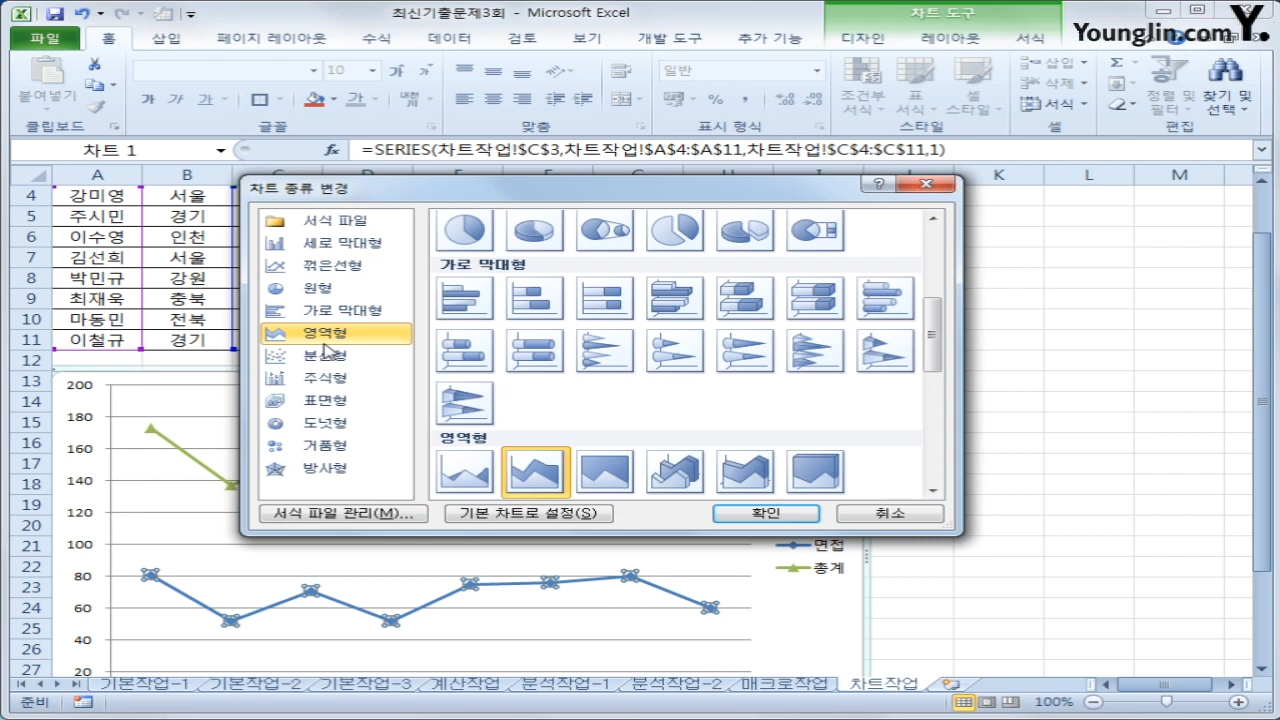 최신기출문제3회 - Microsoft Excel
차트 도구
Younglin.com Y.
파일 홈 삽입 페이지 레이아웃 수식 데이터 검토 보기 개발 도구 추가 기능 디자인 레이아웃 서식
붙여넣기
10
가 가
가 가 가
일반
조건부 서식
표 서식
셀 스타일
삽입
삭제
서식
정렬 및 필터
찾기 및 선택
클립보드 글꼴 맞춤 표시 형식 스타일 셀 편집
차트 1
fx =SERIES(차트작업!$C$3,차트작업!$A$4:$A$11,차트작업!$C$4:$C$11,1)
A B K L M
4 강미영 서울
5 주시민 경기
6 이수영 인천
7 김선희 서울
8 박민규 강원
9 최재욱 충북
10 마동민 전북
11 이철규 경기
12
13
14
15
16
17
18
19
20
21
22
23
24
25
26
27
차트 종류 변경
서식 파일
세로 막대형
꺾은선형
원형
가로 막대형
영역형
분산형
주식형
표면형
도넛형
거품형
방사형
가로 막대형
영역형
서식 파일 관리(M)...
기본 차트로 설정(S)
확인
취소
200
180
160
140
120
100
80
60
40
20
면접
총계
기본작업-1 기본작업-2 기본작업-3 계산작업 분석작업-1 분석작업-2 매크로작업 차트작업
준비
100%